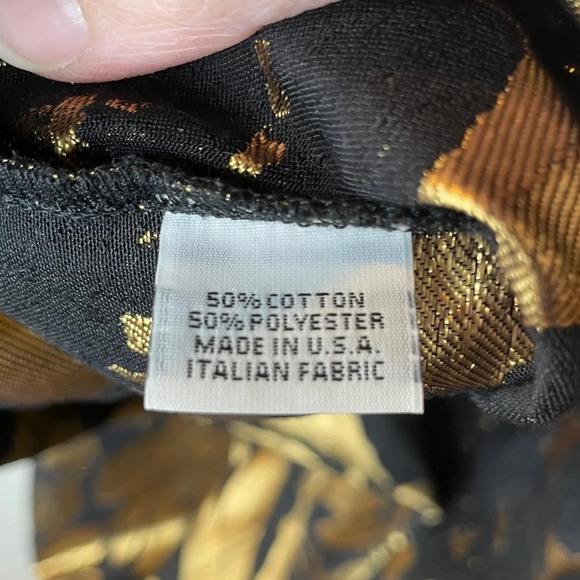 50% COTTON
50% POLYESTER
MADE IN U.S.A.
ITALIAN FABRIC